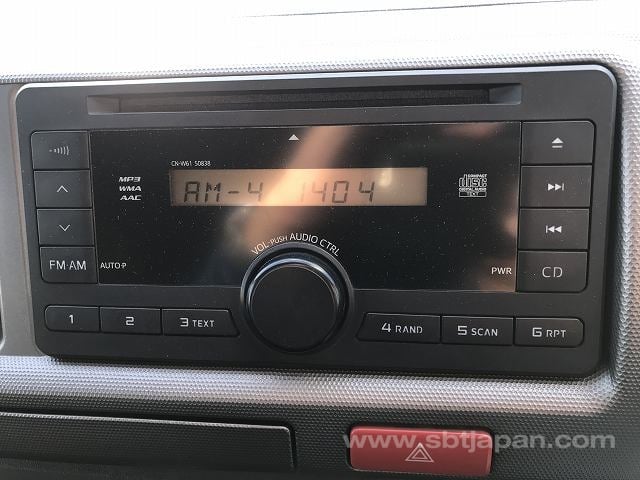 CN-W61 50838
MP3
WMA
AAC
AM-4 1404
COMPACT
disc
DIGITAL AUDIO
TEXT
VOL-PUSH AUDIO CTRL
FM·AM
AUTO·P
PWR
CD
1
2
3 TEXT
4 RAND
5 SCAN
6 RPT
www.sbtjapan.com